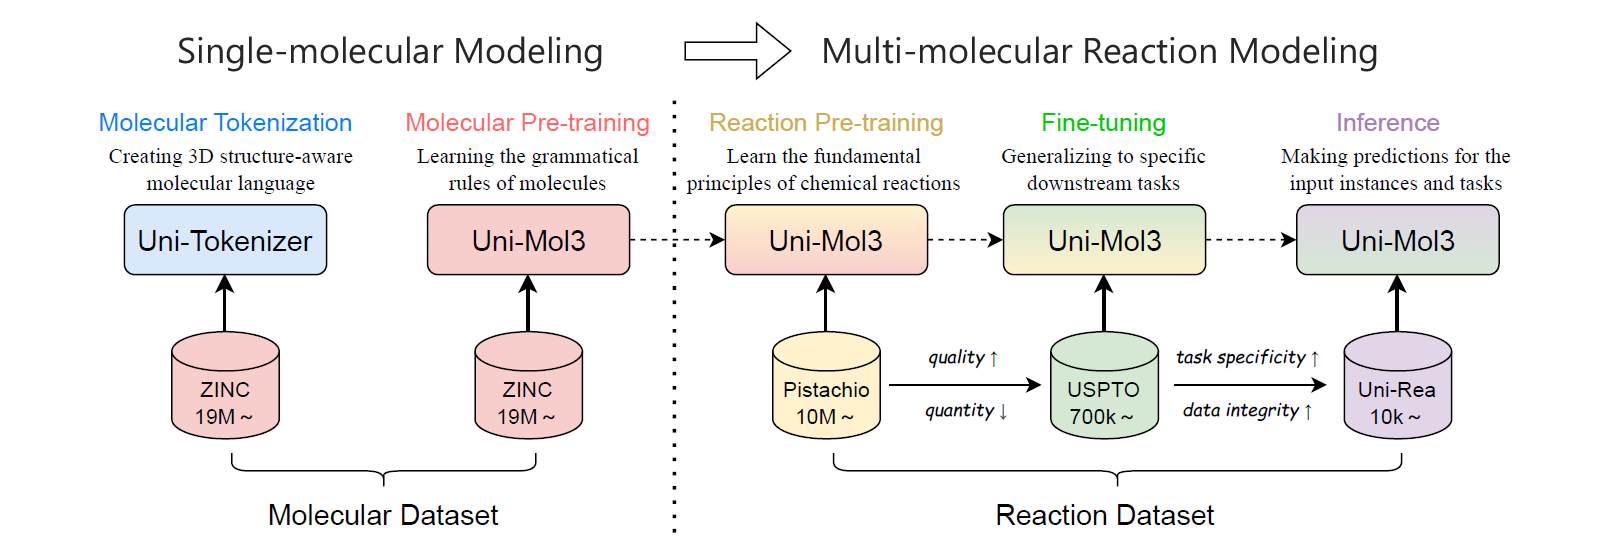 Single-molecular Modeling
Multi-molecular Reaction Modeling
Molecular Tokenization
Creating 3D structure-aware
molecular language
Uni-Tokenizer
ZINC
19M ~
Molecular Pre-training
Learning the grammatical
rules of molecules
Uni-Mol3
ZINC
19M ~
Molecular Dataset
Reaction Pre-training
Learn the fundamental
principles of chemical reactions
Uni-Mol3
Pistachio
10M ~
quality ↑
quantity ↓
Fine-tuning
Generalizing to specific
downstream tasks
Uni-Mol3
USPTO
700k ~
task specificity ↑
data integrity ↑
Inference
Making predictions for the
input instances and tasks
Uni-Mol3
Uni-Rea
10k ~
Reaction Dataset